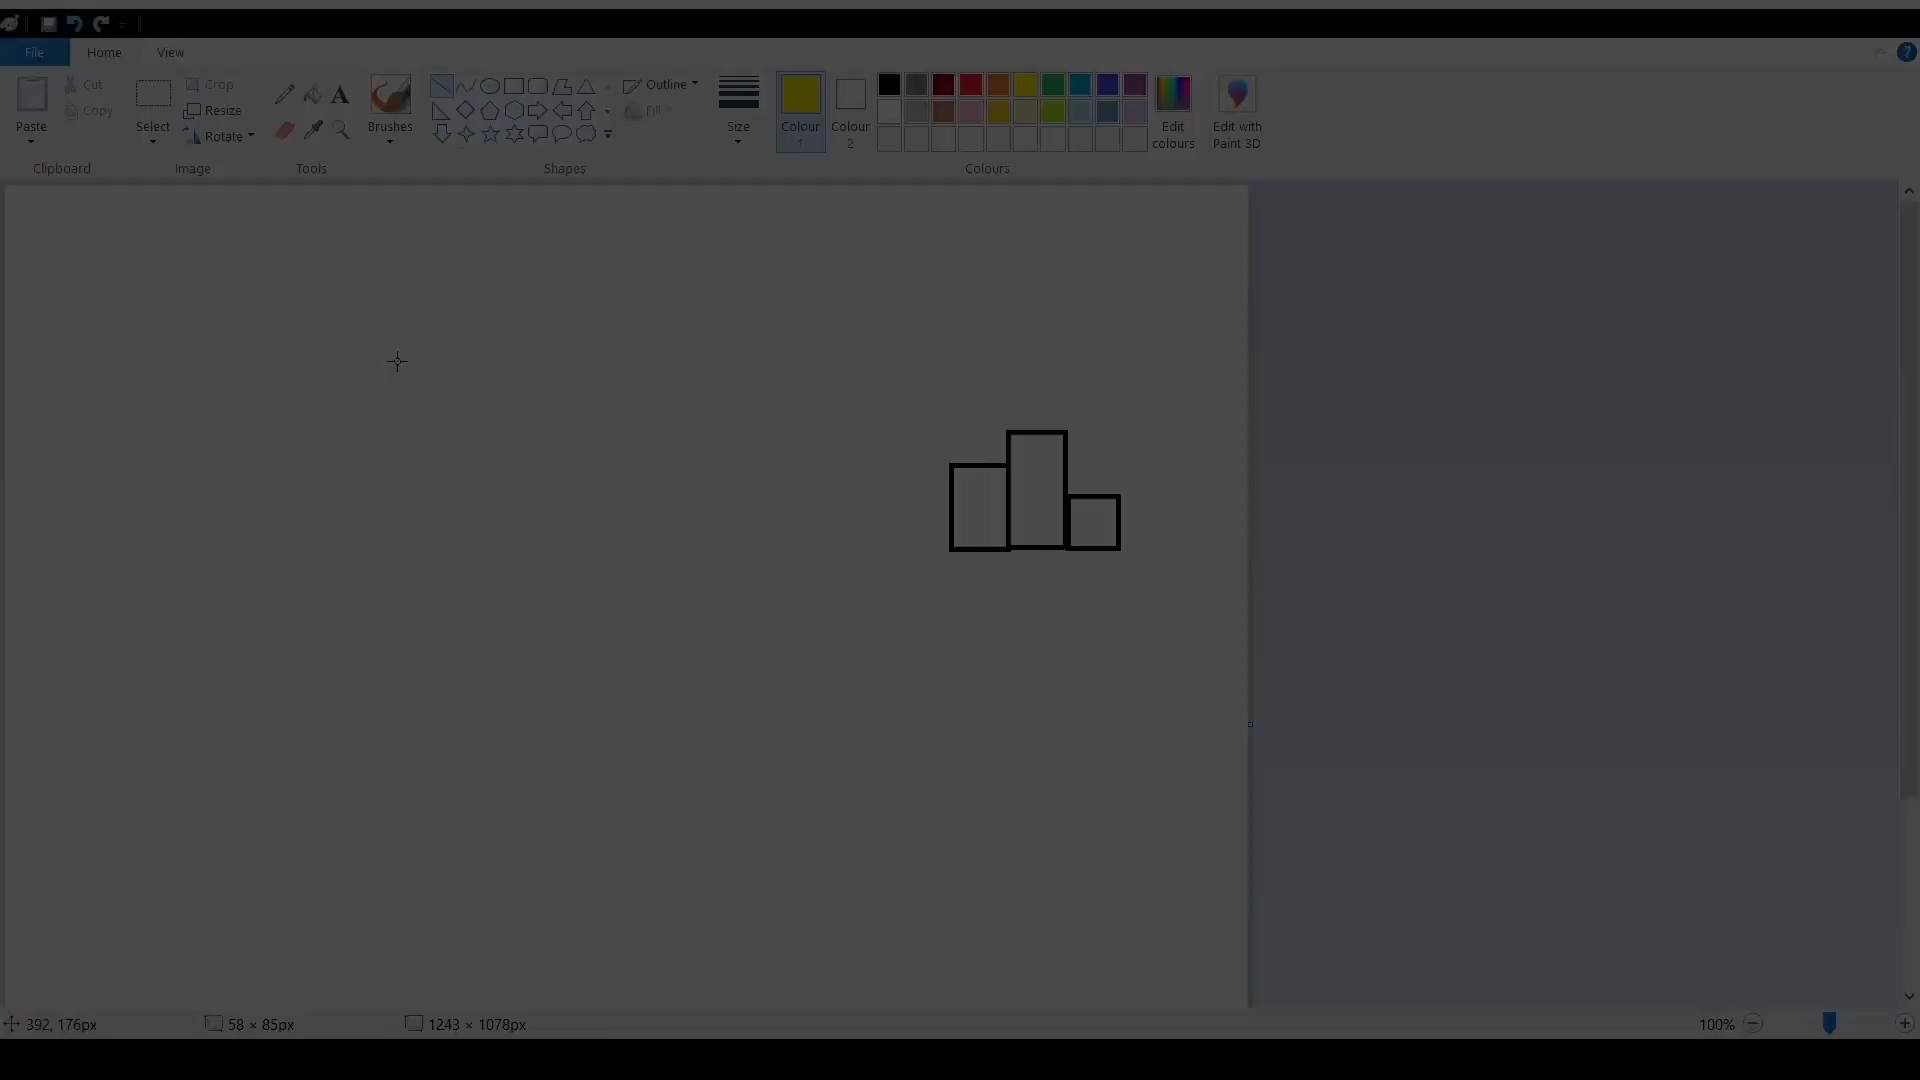 File Home View
Cut
Copy
Paste
Clipboard
Select
Crop
Resize
Rotate
Image
A
Tools
Brushes
Outline
Fill
Shapes
Size
Colour
1
Colour
2
Edit
colours
Colours
Edit with
Paint 3D
?
392, 176px 58 × 85px 1243 × 1078px 100%